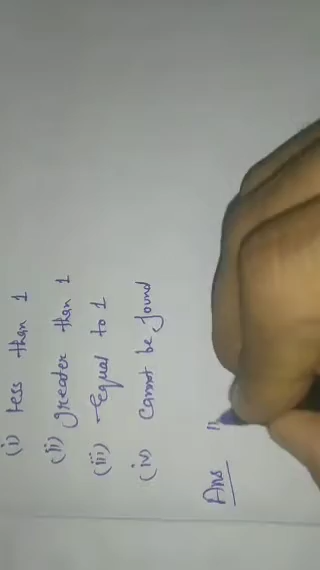 (i) Less than 1
(ii) greater than 1
(iii) Equal to 1
(iv) Cannot be found
Ans "